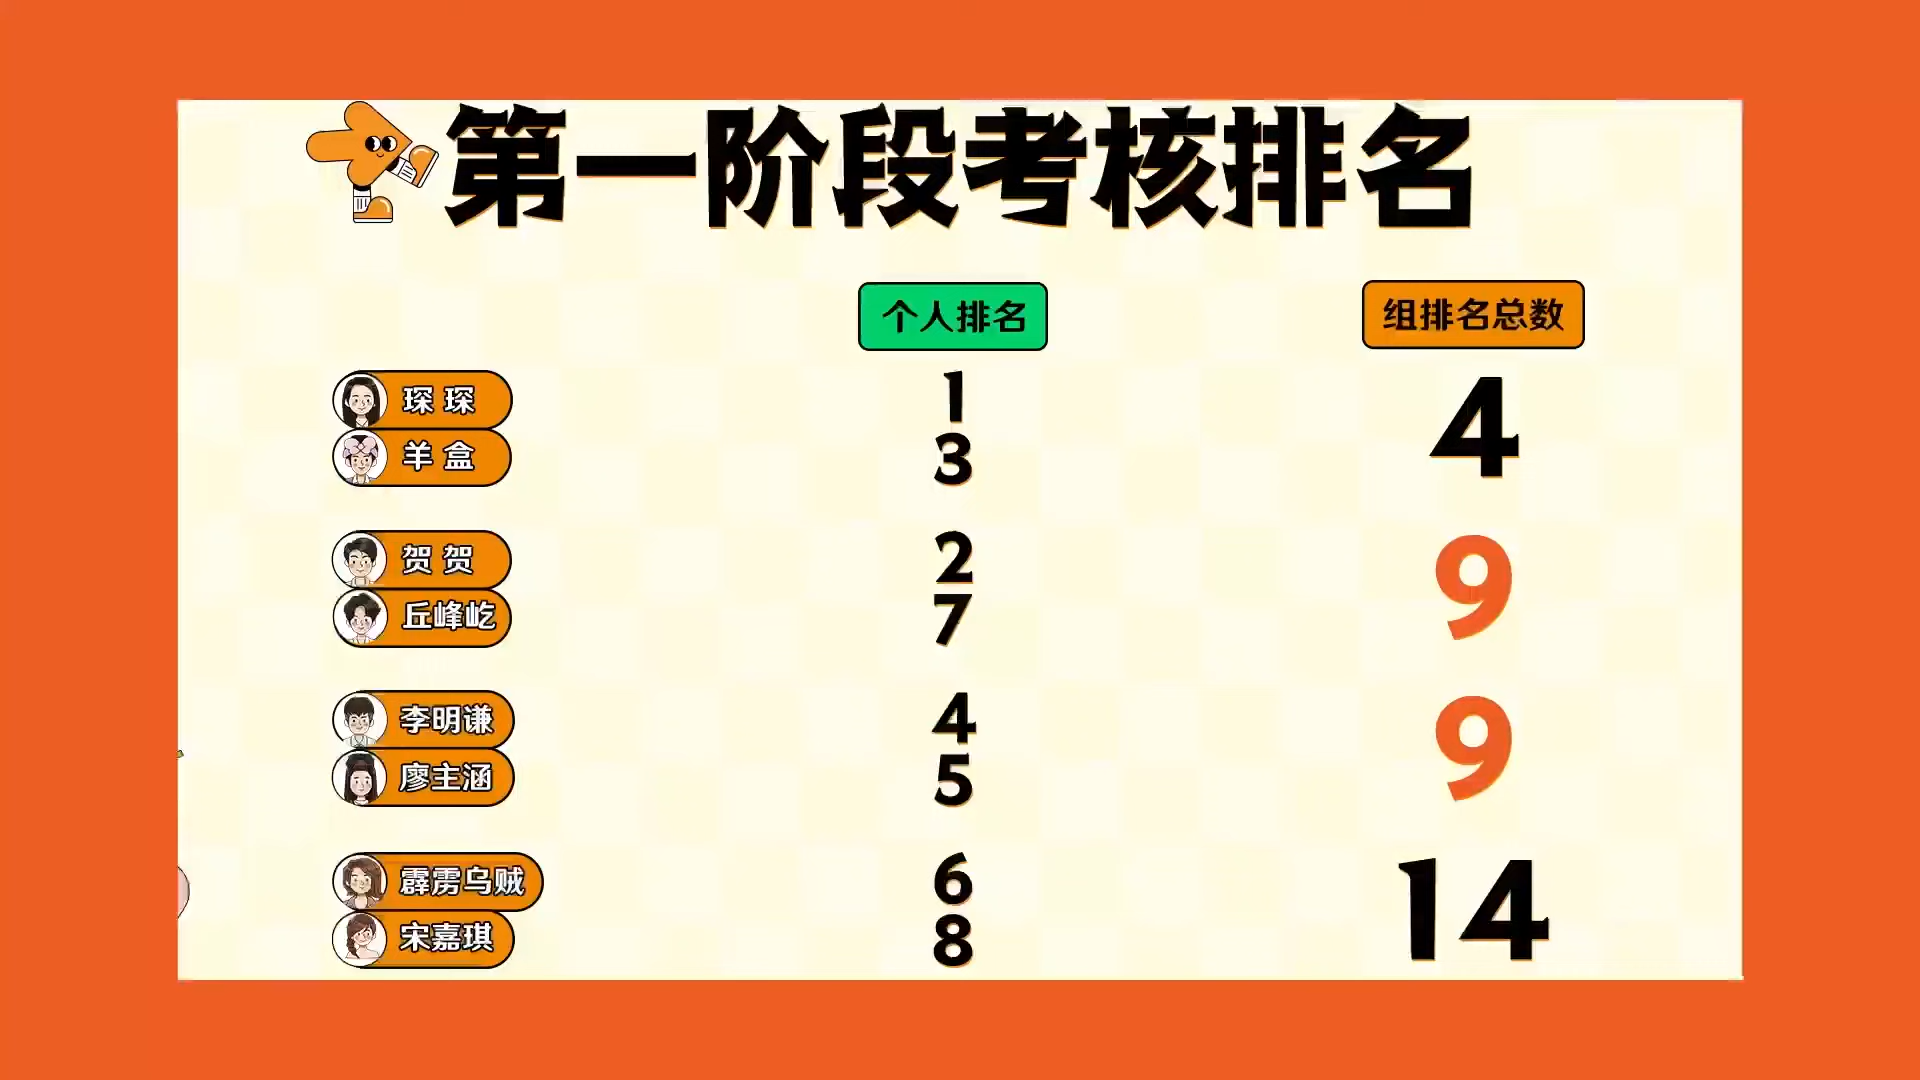 第一阶段考核排名
个人排名 组排名总数
琛琛 1 4
羊盒 3
贺贺 2 9
丘峰屹 7
李明谦 4 9
廖主涵 5
霹雳乌贼 6 14
宋嘉琪 8